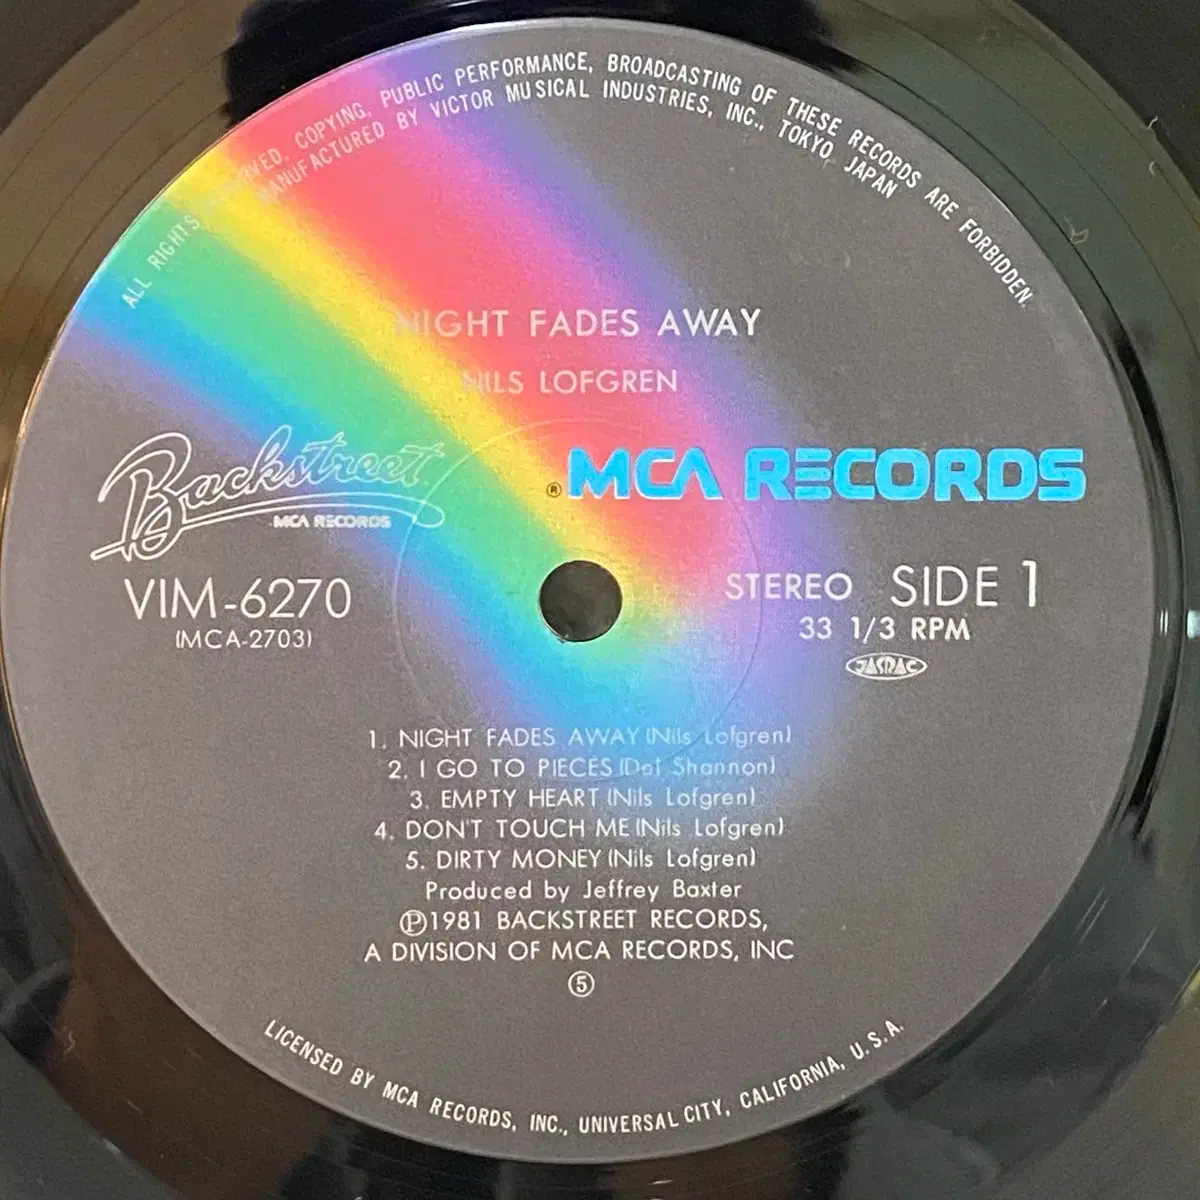 ALL RIGHTS RESERVED. COPYING, PUBLIC PERFORMANCE, BROADCASTING OF THESE RECORDS ARE FORBIDDEN.
MANUFACTURED BY VICTOR MUSICAL INDUSTRIES, INC., TOKYO, JAPAN
NIGHT FADES AWAY
NILS LOFGREN
Backstreet
MCA RECORDS
® MCA RECORDS
VIM-6270
(MCA-2703)
STEREO SIDE 1
33 1/3 RPM
JASRAC
1. NIGHT FADES AWAY (Nils Lofgren)
2. I GO TO PIECES (Del Shannon)
3. EMPTY HEART (Nils Lofgren)
4. DON'T TOUCH ME (Nils Lofgren)
5. DIRTY MONEY (Nils Lofgren)
Produced by Jeffrey Baxter
Ⓟ1981 BACKSTREET RECORDS,
A DIVISION OF MCA RECORDS, INC
⑤
LICENSED BY MCA RECORDS, INC., UNIVERSAL CITY, CALIFORNIA, U.S.A.